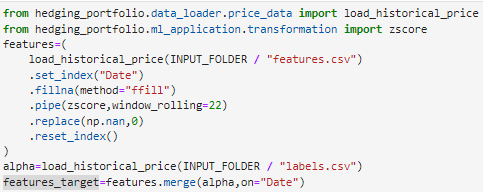 from hedging_portfolio.data_loader.price_data import load_historical_price
from hedging_portfolio.ml_application.transformation import zscore
features=(
    load_historical_price(INPUT_FOLDER / "features.csv")
    .set_index("Date")
    .fillna(method="ffill")
    .pipe(zscore,window_rolling=22)
    .replace(np.nan,0)
    .reset_index()
)
alpha=load_historical_price(INPUT_FOLDER / "labels.csv")
features_target=features.merge(alpha,on="Date")